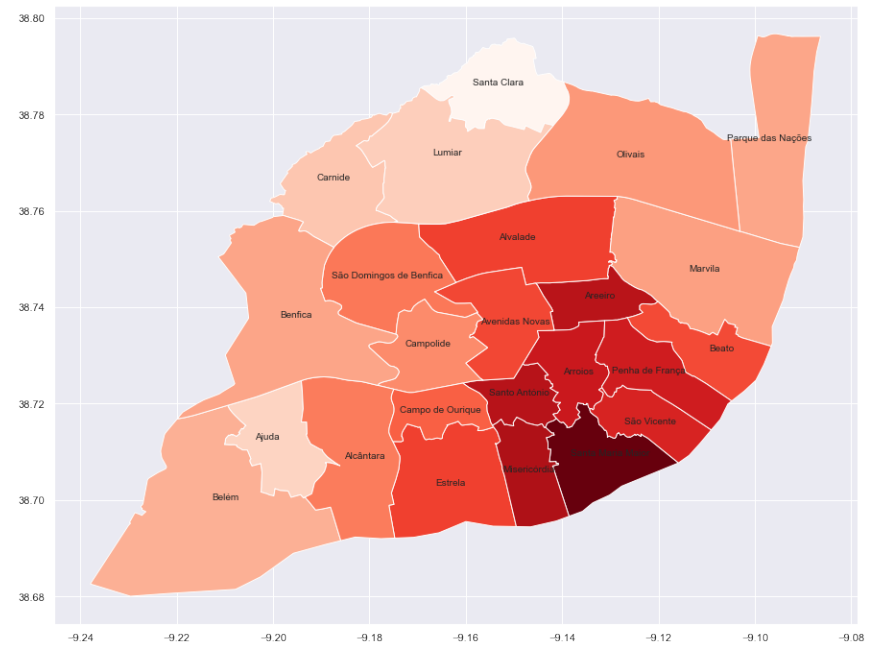 38.80
38.78
38.76
38.74
38.72
38.70
38.68
Santa Clara
Parque das Nações
Lumiar
Olivais
Carnide
Alvalade
Marvila
São Domingos de Benfica
Areeiro
Benfica
Avenidas Novas
Campolide
Beato
Arroios
Penha de França
Santo António
Campo de Ourique
São Vicente
Ajuda
Alcântara
Misericórdia
Estrela
Belém
−9.24
−9.22
−9.20
−9.18
−9.16
−9.14
−9.12
−9.10
−9.08